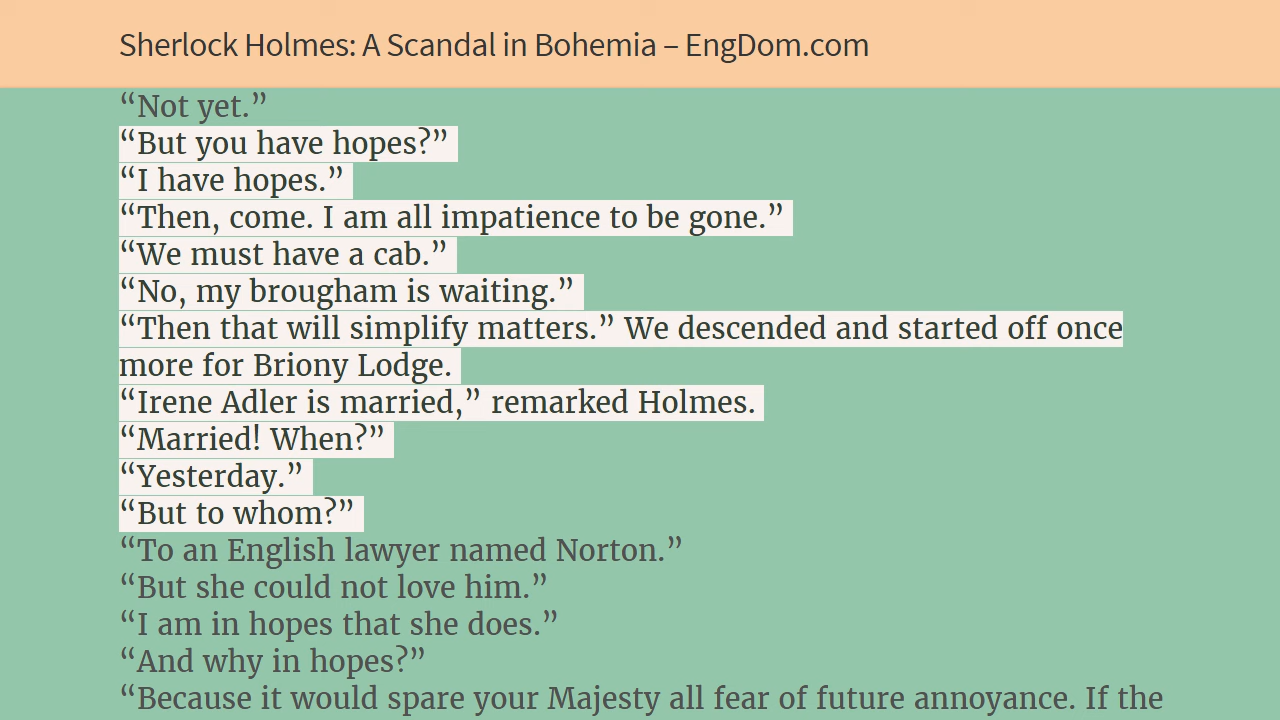 Sherlock Holmes: A Scandal in Bohemia – EngDom.com
“Not yet.”
“But you have hopes?”
“I have hopes.”
“Then, come. I am all impatience to be gone.”
“We must have a cab.”
“No, my brougham is waiting.”
“Then that will simplify matters.” We descended and started off once
more for Briony Lodge.
“Irene Adler is married,” remarked Holmes.
“Married! When?”
“Yesterday.”
“But to whom?”
“To an English lawyer named Norton.”
“But she could not love him.”
“I am in hopes that she does.”
“And why in hopes?”
“Because it would spare your Majesty all fear of future annoyance. If the